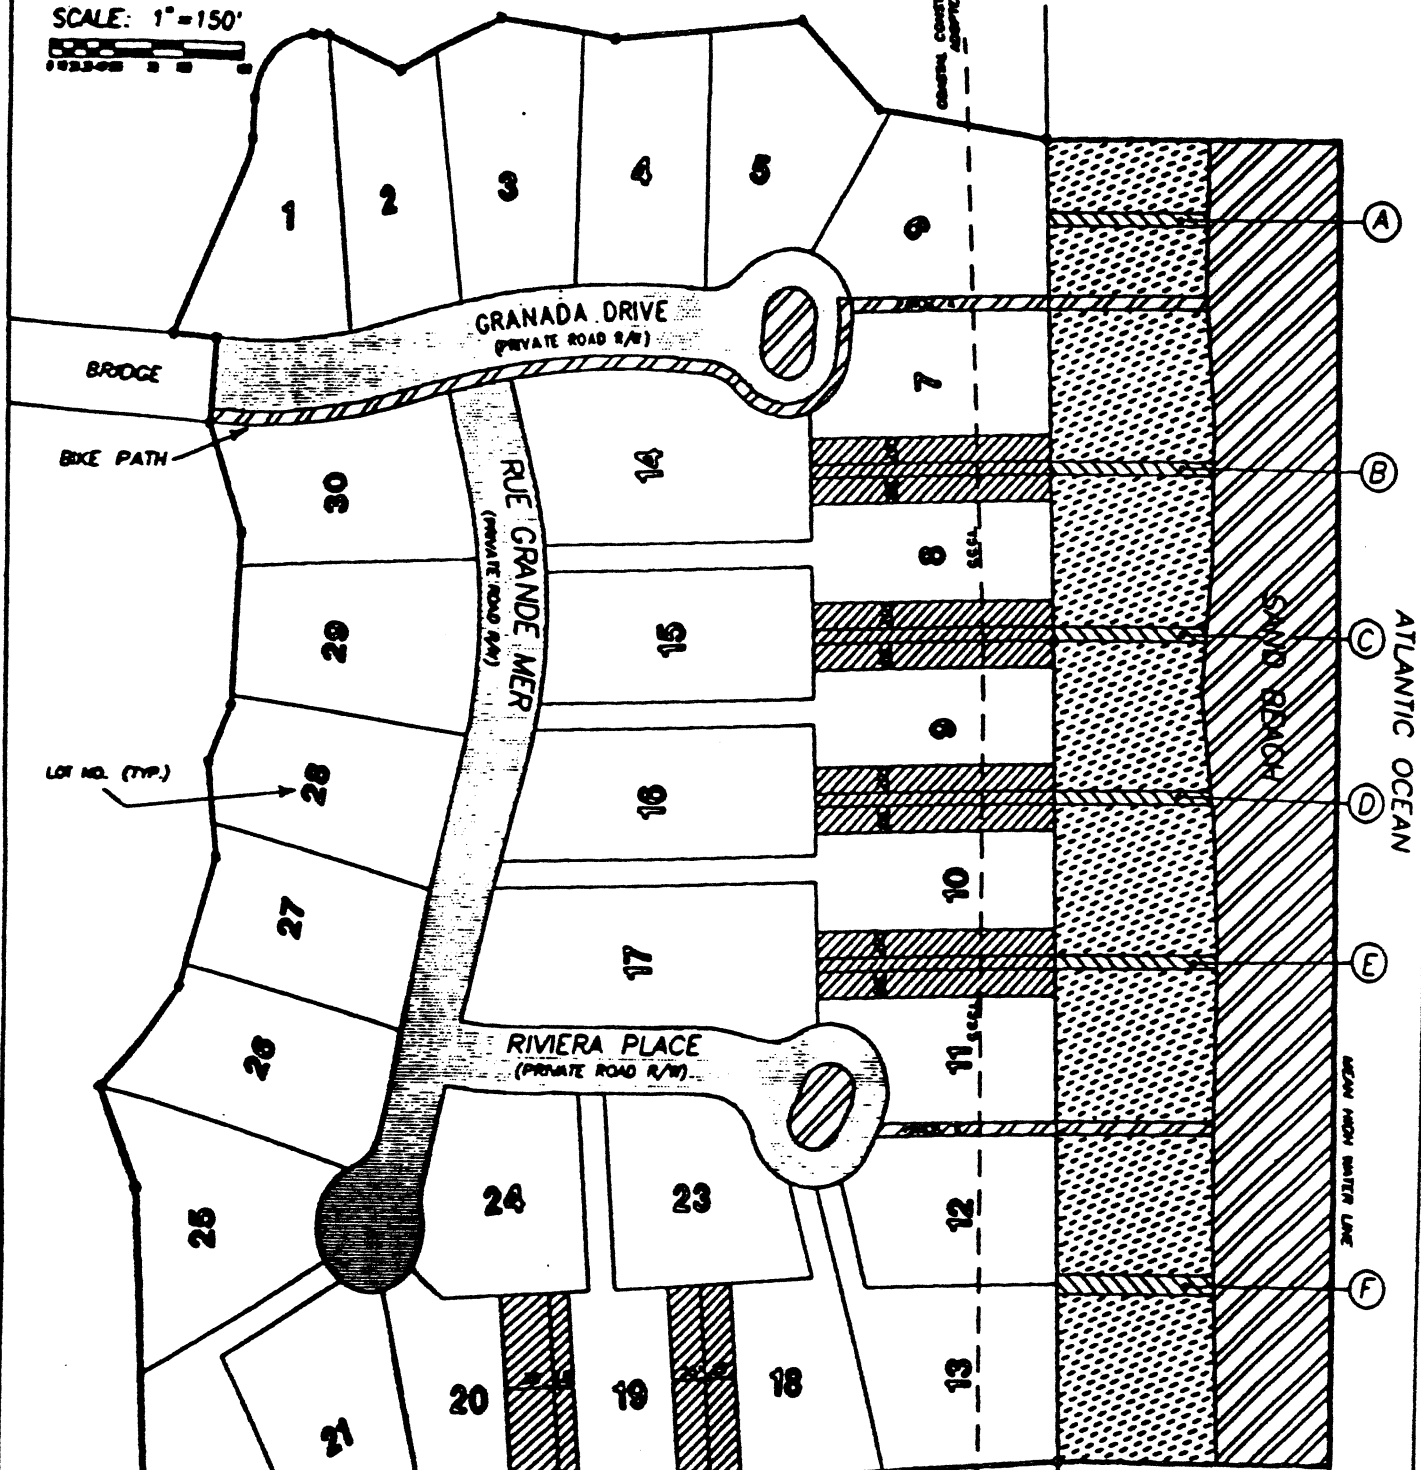 SCALE: 1"=150'
COASTAL CONST
1
2
3
4
5
6
A
GRANADA DRIVE
(PRIVATE ROAD R/W)
BRIDGE
7
BIKE PATH
14
B
30
RUE GRANDE MER
(PRIVATE ROAD R/W)
8
C.C.C.L.
29
15
C
SAND BEACH
ATLANTIC OCEAN
9
LOT NO. (TYP.)
28
16
D
10
27
17
E
RIVIERA PLACE
(PRIVATE ROAD R/W)
11
C.C.C.L.
26
MEAN HIGH WATER LINE
25
24
23
12
F
20
19
18
13
21